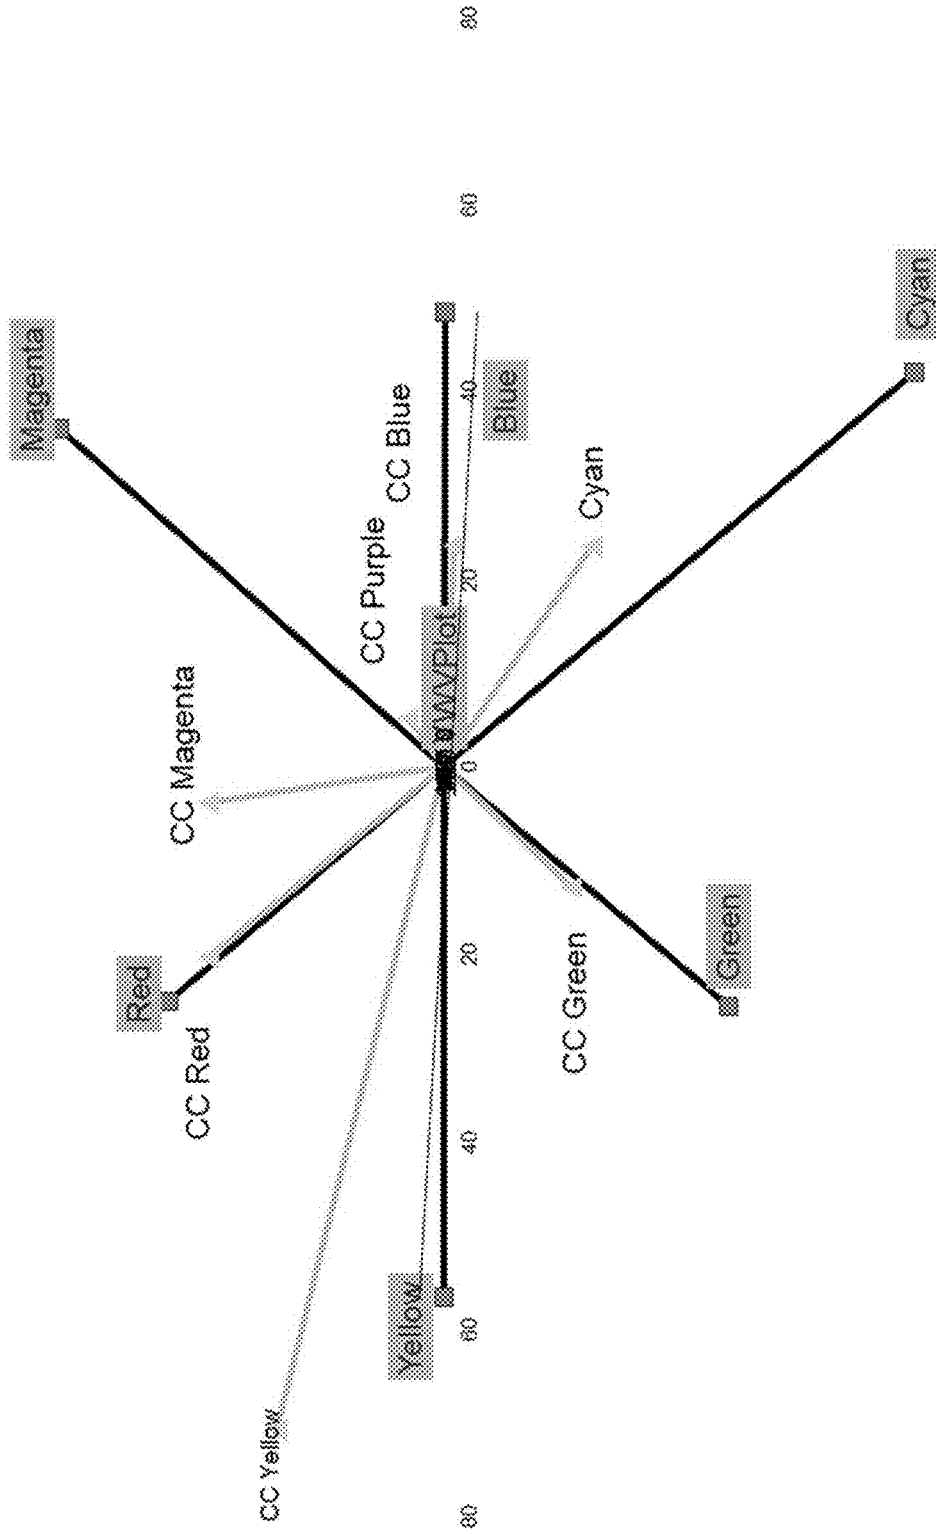 Magenta
CC Magenta
Red
CC Red
CC Purple
CC Blue
CC Yellow
Yellow
WVPlot
Blue
80
60
40
20
0
20
40
60
80
Cyan
CC Green
Green
Cyan